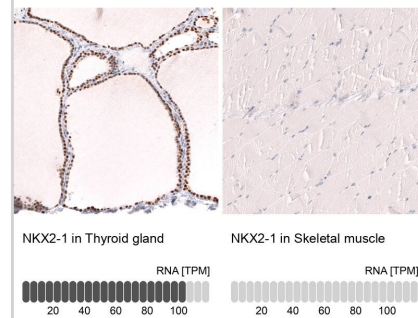 NKX2-1 in Thyroid gland
NKX2-1 in Skeletal muscle
RNA [TPM]
RNA [TPM]
20 40 60 80 100
20 40 60 80 100